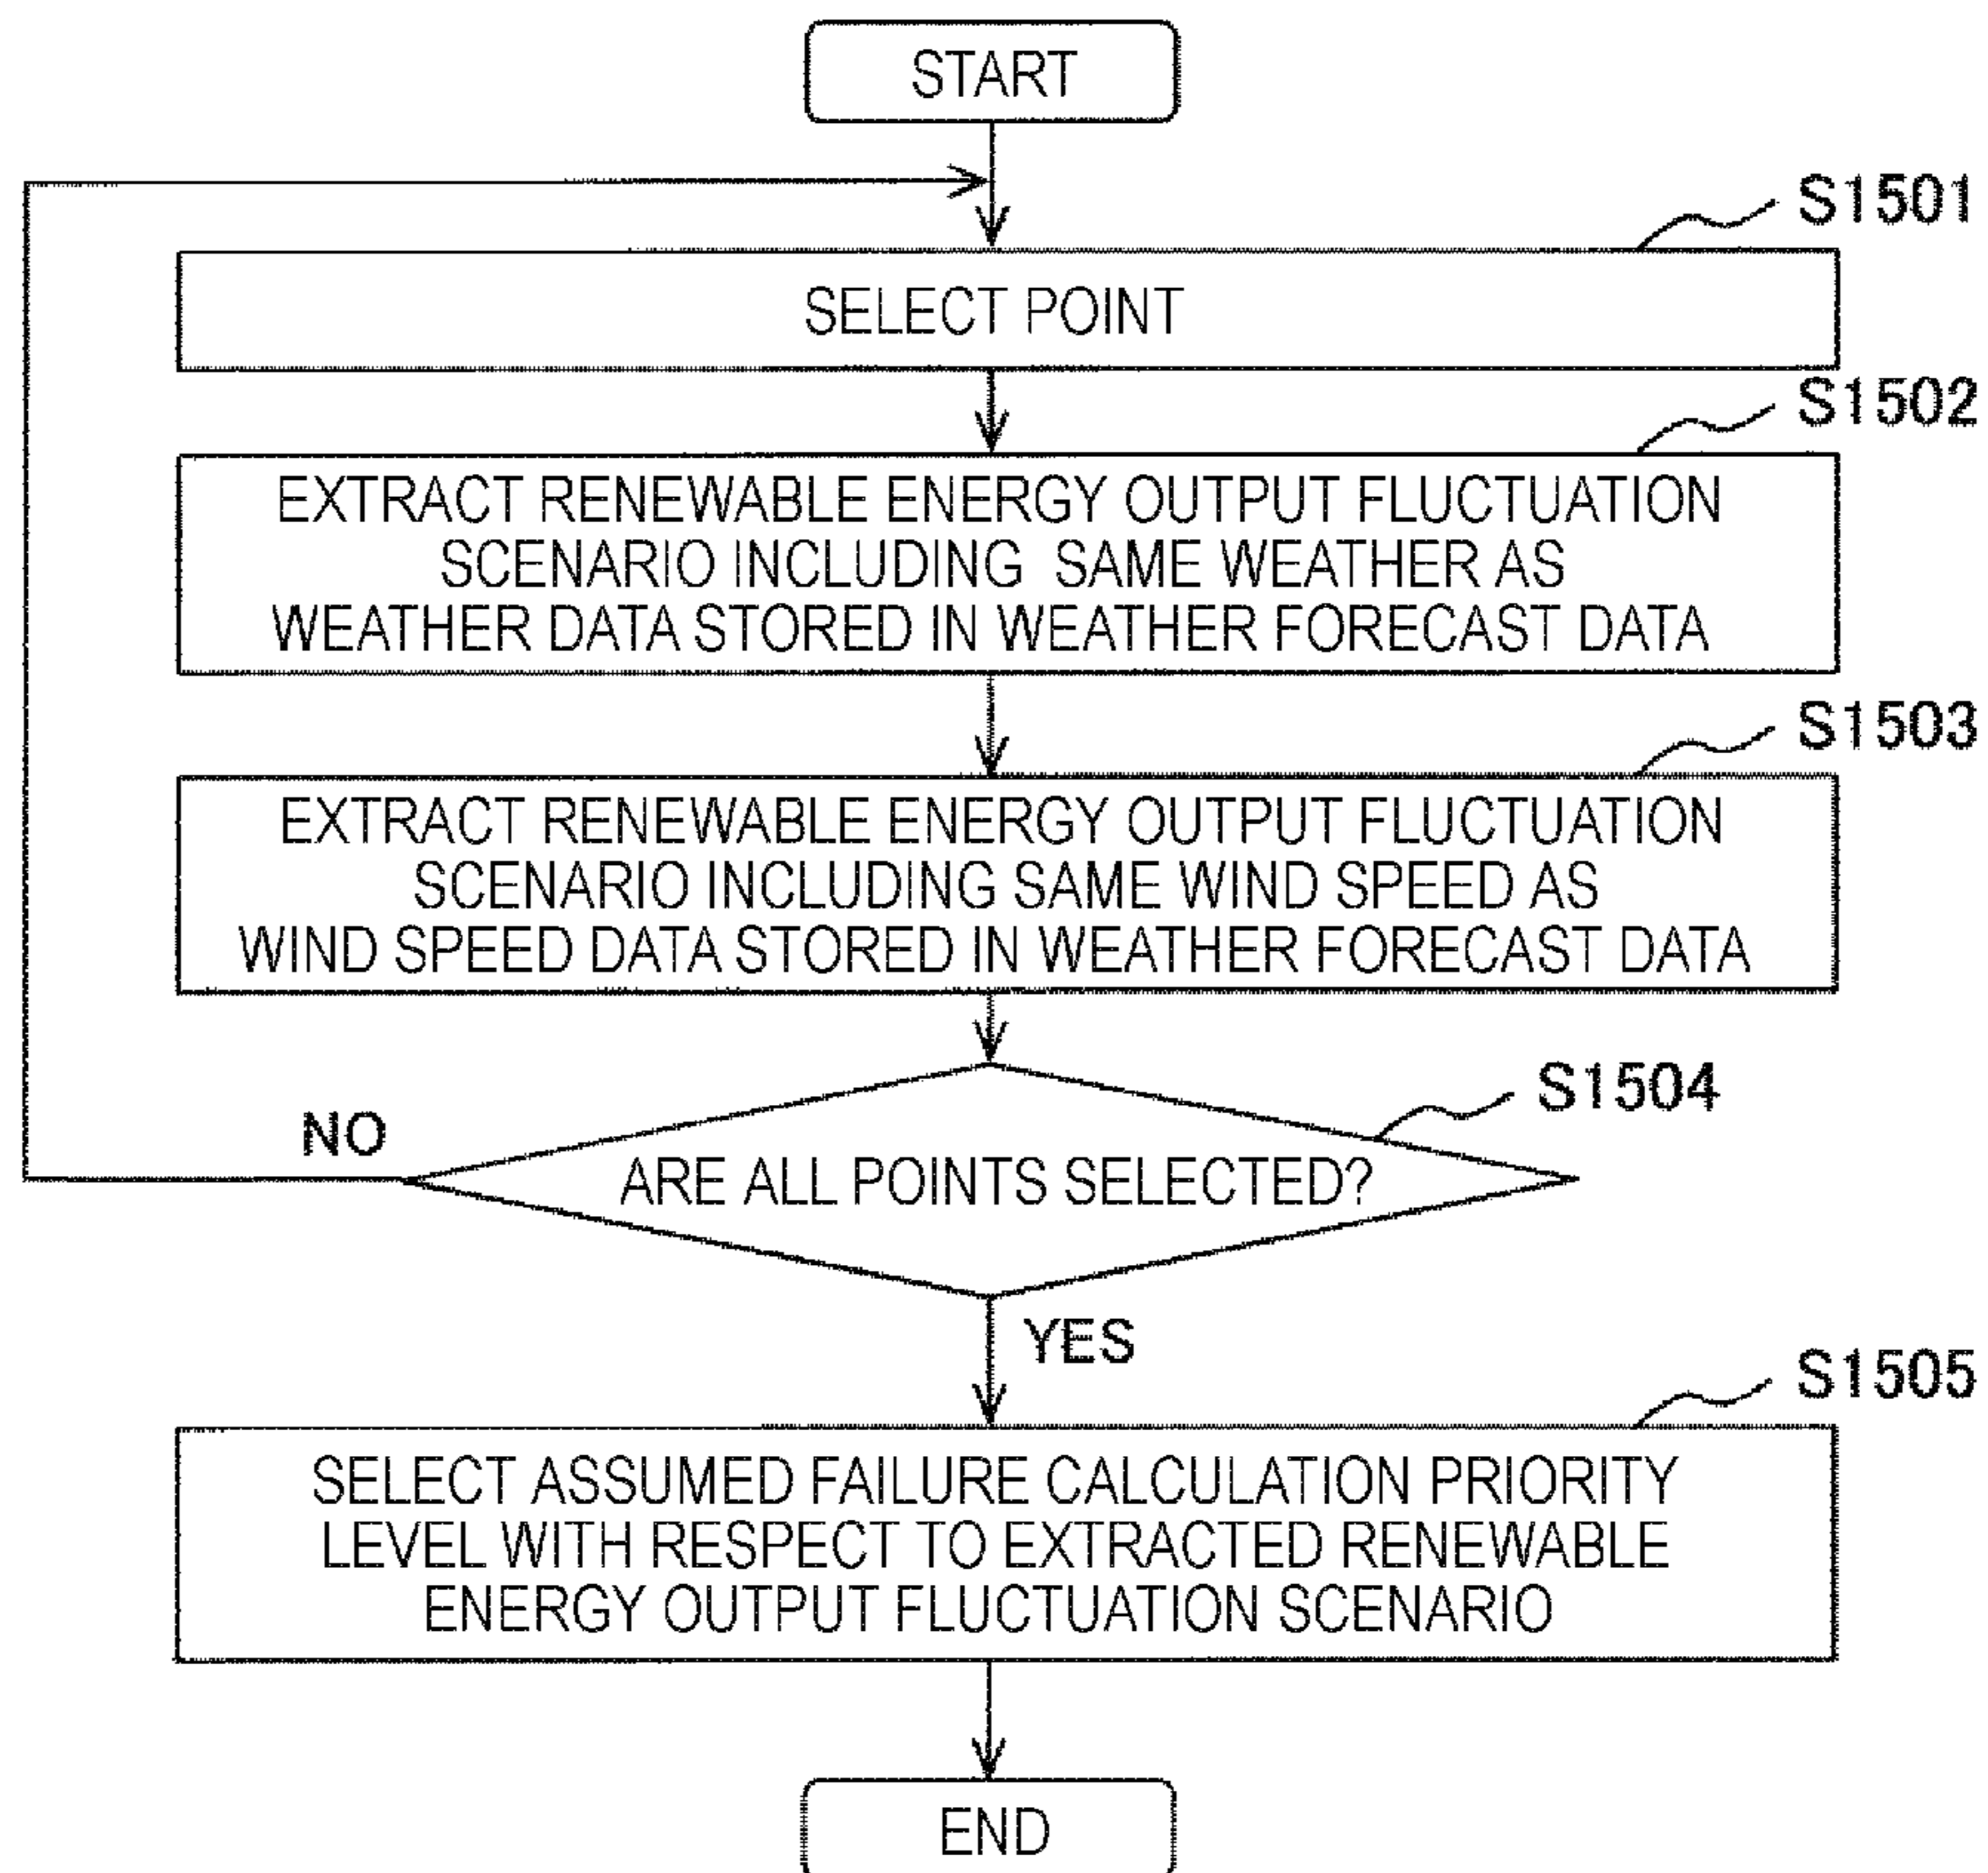 START
S1501
SELECT POINT
S1502
EXTRACT RENEWABLE ENERGY OUTPUT FLUCTUATION
SCENARIO INCLUDING SAME WEATHER AS
WEATHER DATA STORED IN WEATHER FORECAST DATA
S1503
EXTRACT RENEWABLE ENERGY OUTPUT FLUCTUATION
SCENARIO INCLUDING SAME WIND SPEED AS
WIND SPEED DATA STORED IN WEATHER FORECAST DATA
S1504
NO
ARE ALL POINTS SELECTED?
YES
S1505
SELECT ASSUMED FAILURE CALCULATION PRIORITY
LEVEL WITH RESPECT TO EXTRACTED RENEWABLE
ENERGY OUTPUT FLUCTUATION SCENARIO
END